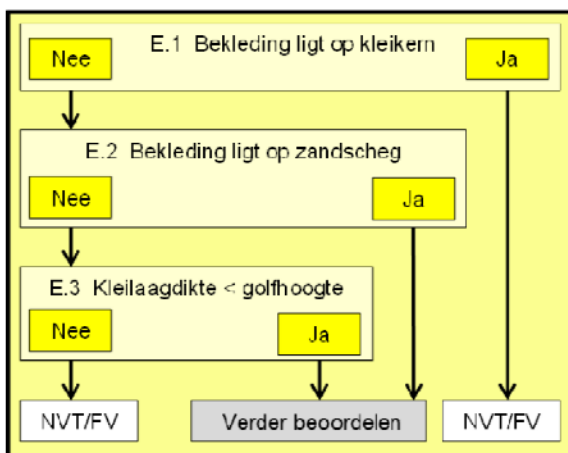 E.1 Bekleding ligt op kleikern
Nee
Ja
E.2 Bekleding ligt op zandscheg
Nee
Ja
E.3 Kleilaagdikte < golfhoogte
Nee
Ja
NVT/FV
Verder beoordelen
NVT/FV